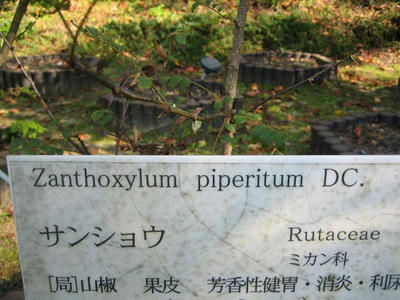 Zanthoxylum piperitum DC.
サンショウ Rutaceae
ミカン科
[局]山椒 果皮 芳香性健胃・消炎・利尿